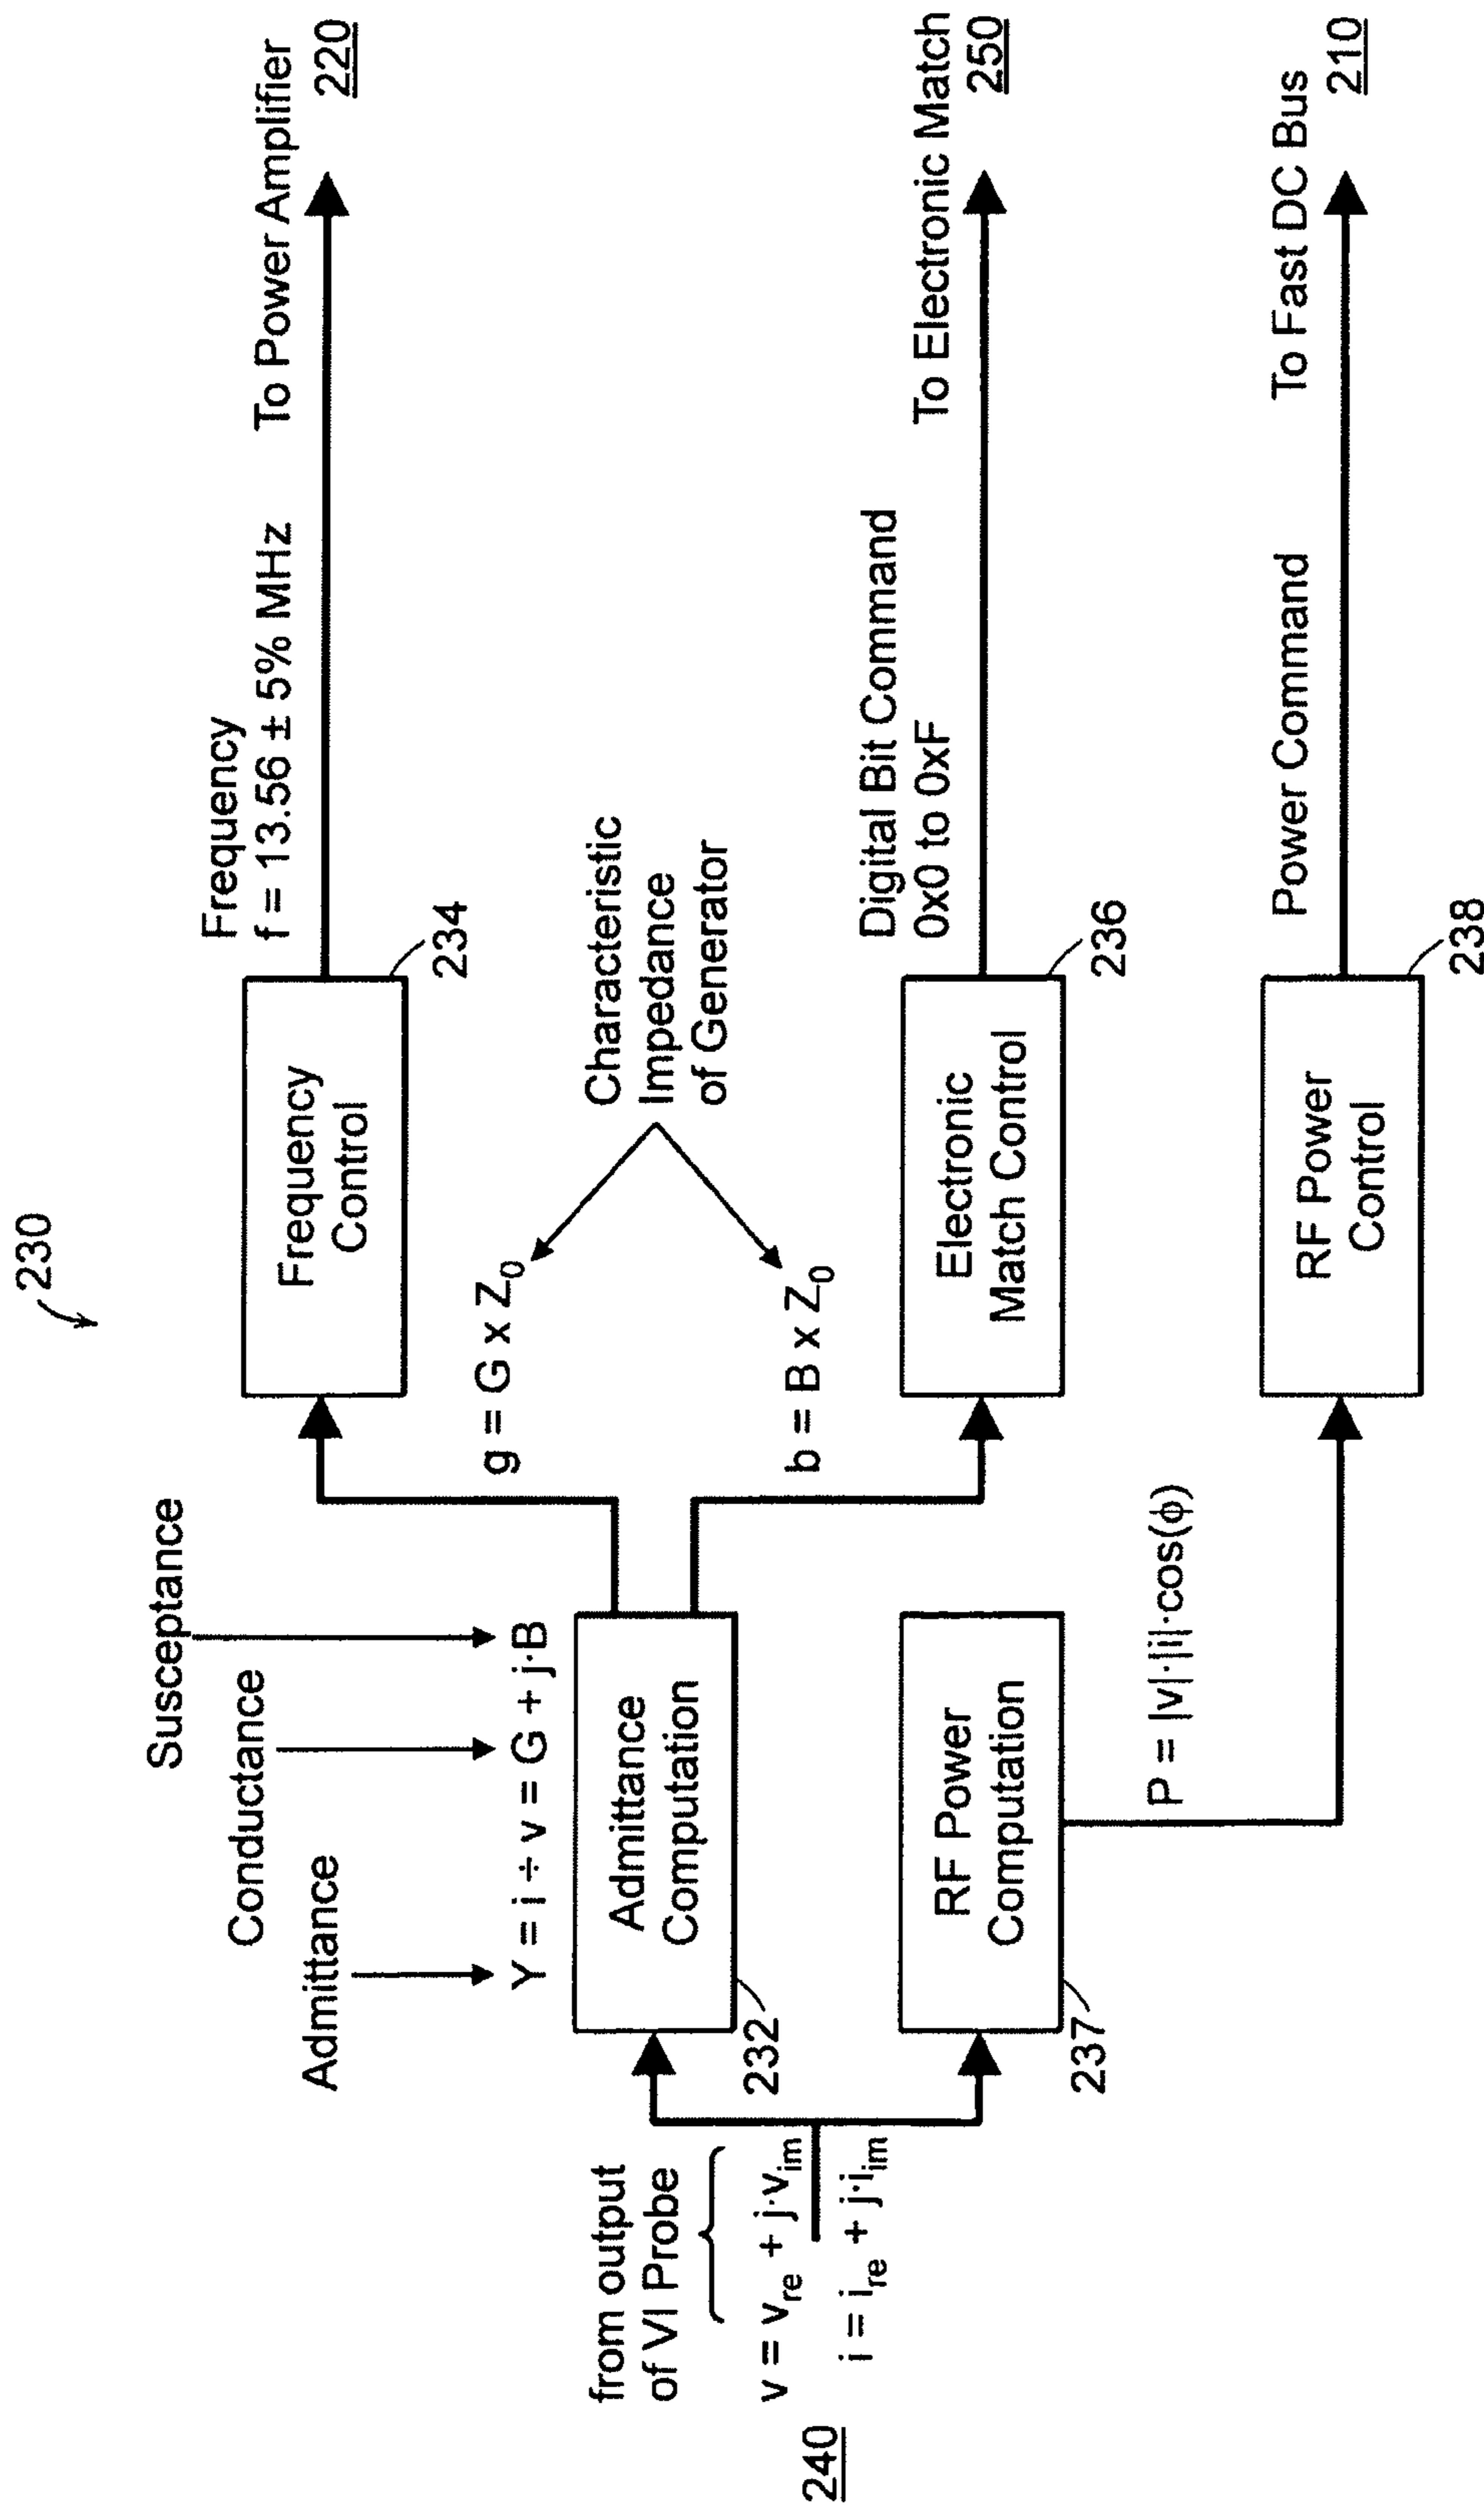 230
Susceptance
Conductance
Admittance
Y = i ÷ v = G + j·B
Admittance
Computation
232
from output
of VI Probe
v = v_re + j·v_im
i = i_re + j·i_im
240
RF Power
Computation
237
P = |v|·|i|·cos(ϕ)
g = G x Z_0
b = B x Z_0
Characteristic
Impedance
of Generator
Frequency
Control
234
Frequency
f = 13.56 ± 5% MHz
To Power Amplifier
220
Electronic
Match Control
236
Digital Bit Command
0x0 to 0xF
To Electronic Match
250
RF Power
Control
238
Power Command
To Fast DC Bus
210